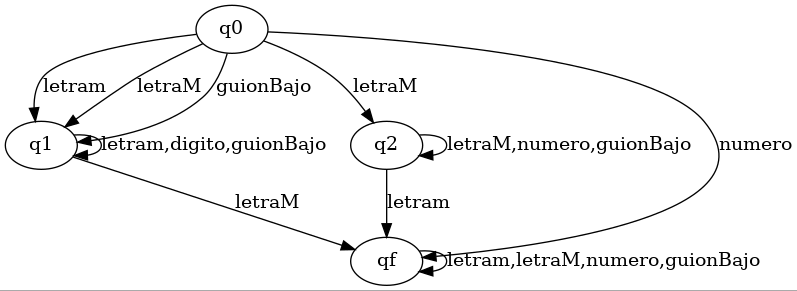 q0
letram
letraM
guionBajo
letraM
numero
q1
letram,digito,guionBajo
q2
letraM,numero,guionBajo
letraM
letram
qf
letram,letraM,numero,guionBajo